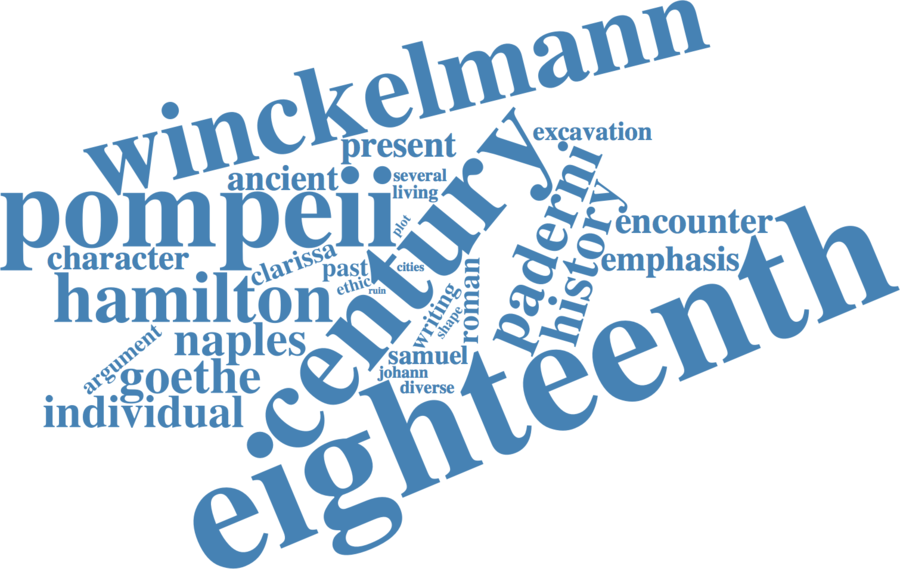 winckelmann
excavation
present
ancient
several
living
pompeii
century
paderni
history
plot
encounter
character
clarissa
past
cities
emphasis
ethic
ruin
hamilton
roman
writing
shape
naples
samuel
argument
goethe
johann
diverse
individual
eighteenth